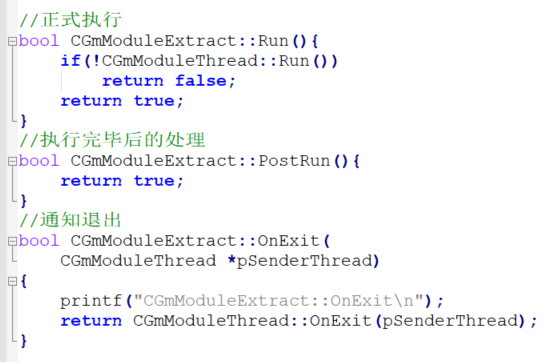 //正式执行
bool CGmModuleExtract::Run(){
    if(!CGmModuleThread::Run())
        return false;
    return true;
}
//执行完毕后的处理
bool CGmModuleExtract::PostRun(){
    return true;
}
//通知退出
bool CGmModuleExtract::OnExit(
    CGmModuleThread *pSenderThread)
{
    printf("CGmModuleExtract::OnExit\n");
    return CGmModuleThread::OnExit(pSenderThread);
}